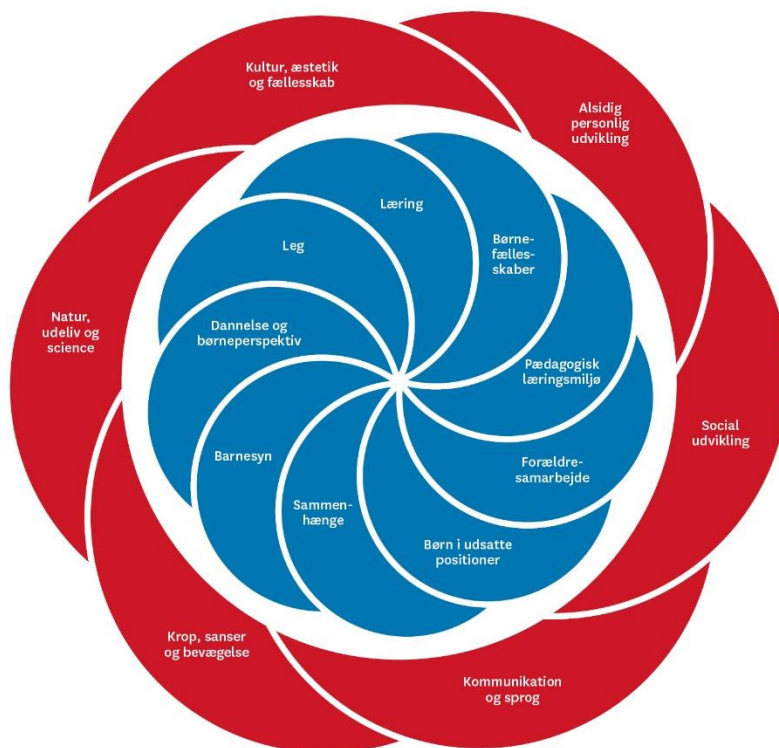 Kultur, æstetik
og fællesskab
Alsidig
personlig
udvikling
Social
udvikling
Kommunikation
og sprog
Krop, sanser
og bevægelse
Natur,
udeliv og
science
Læring
Børne-
fælles-
skaber
Pædagogisk
læringsmiljø
Forældre-
samarbejde
Børn i udsatte
positioner
Sammen-
hænge
Barnesyn
Dannelse og
børneperspektiv
Leg